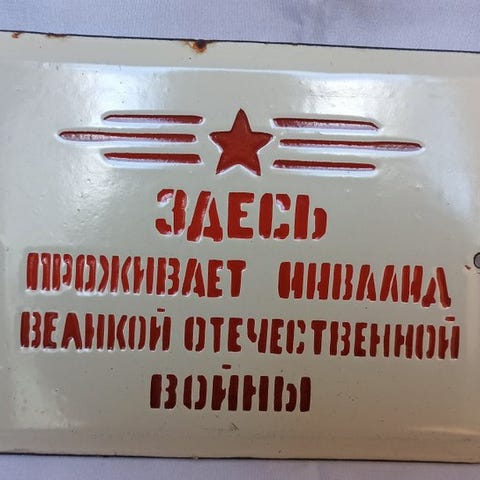 ЗДЕСЬ
ПРОЖИВАЕТ ИНВАЛИД
ВЕЛИКОЙ ОТЕЧЕСТВЕННОЙ
ВОЙНЫ